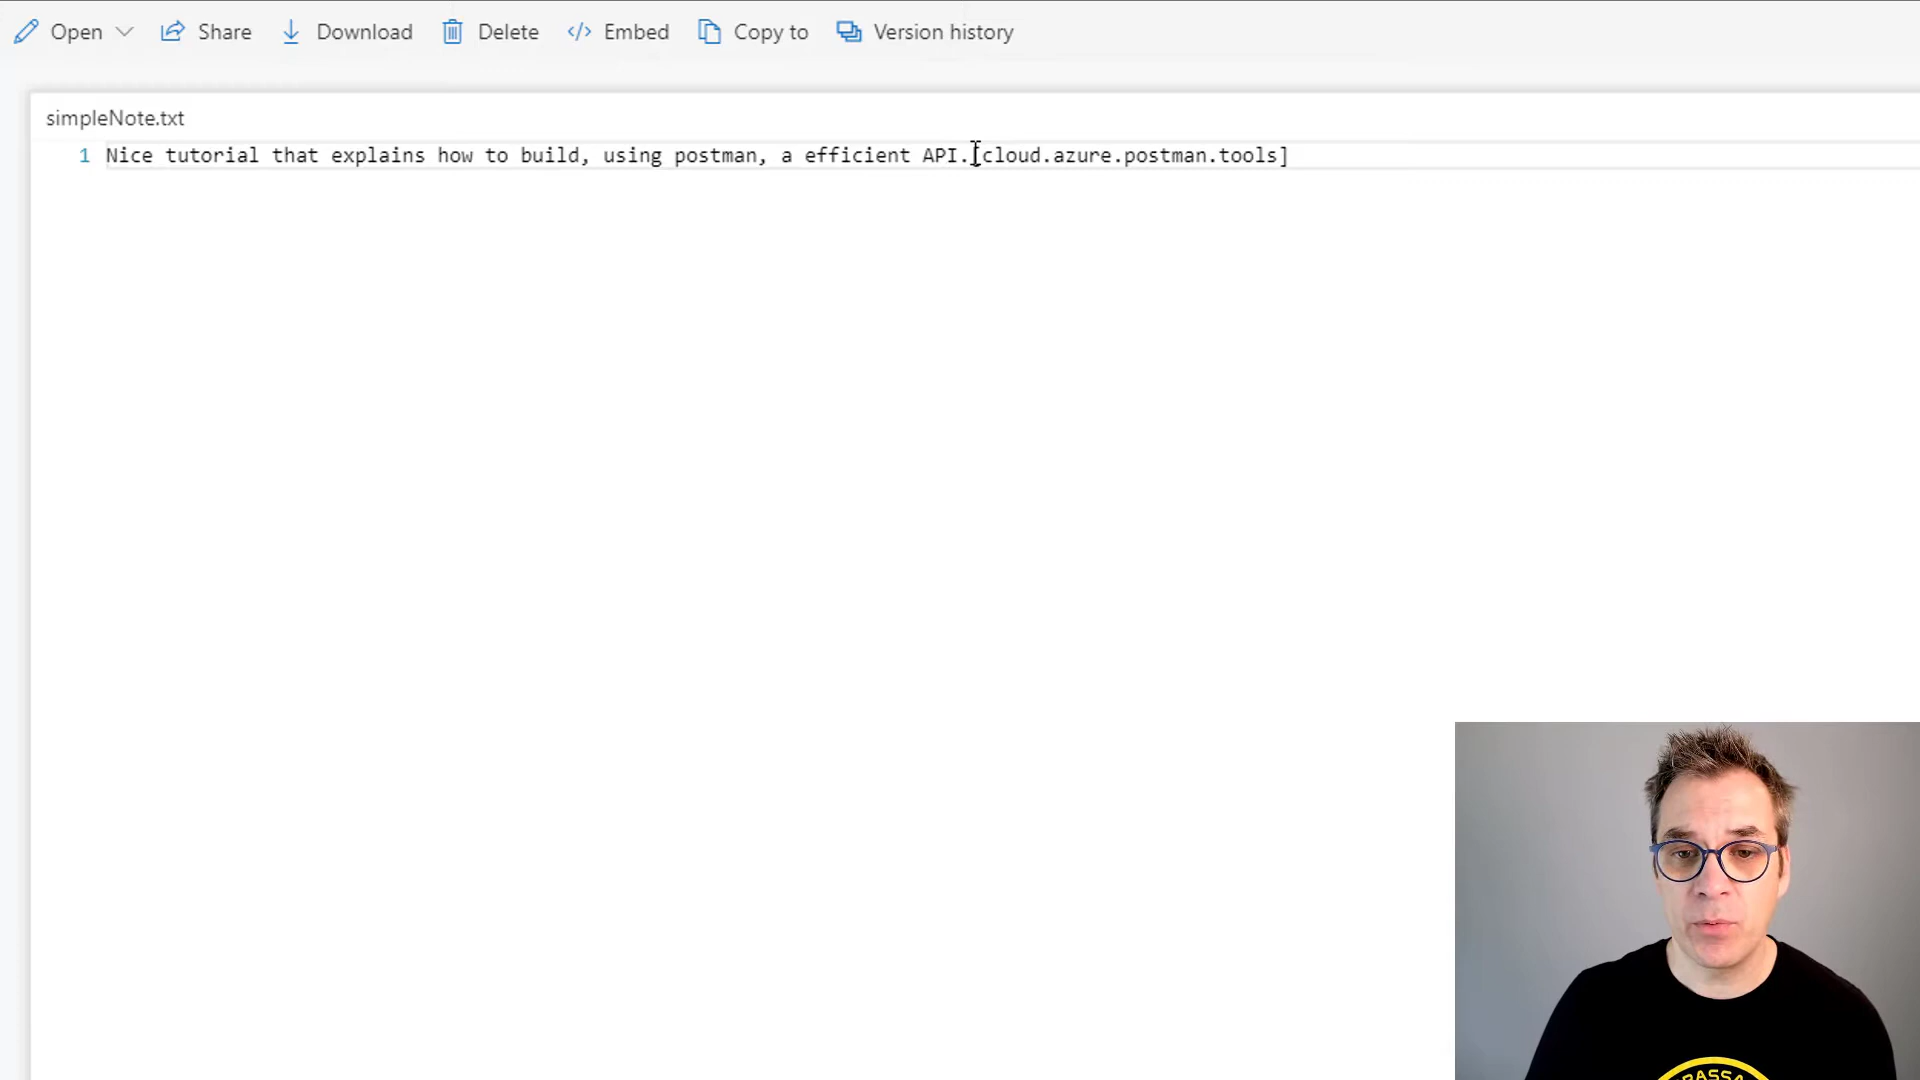 Open Share Download Delete Embed Copy to Version history
simpleNote.txt
1 Nice tutorial that explains how to build, using postman, a efficient API.[cloud.azure.postman.tools]